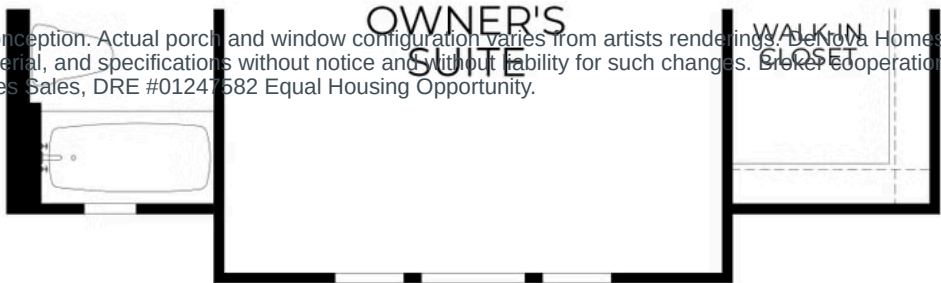 OWNER'S
SUITE
WALK-IN
CLOSET
nception. Actual porch and window configuration varies from artists renderings. DeNova Homes
erial, and specifications without notice and without liability for such changes. Broker cooperation
es Sales, DRE #01247582 Equal Housing Opportunity.